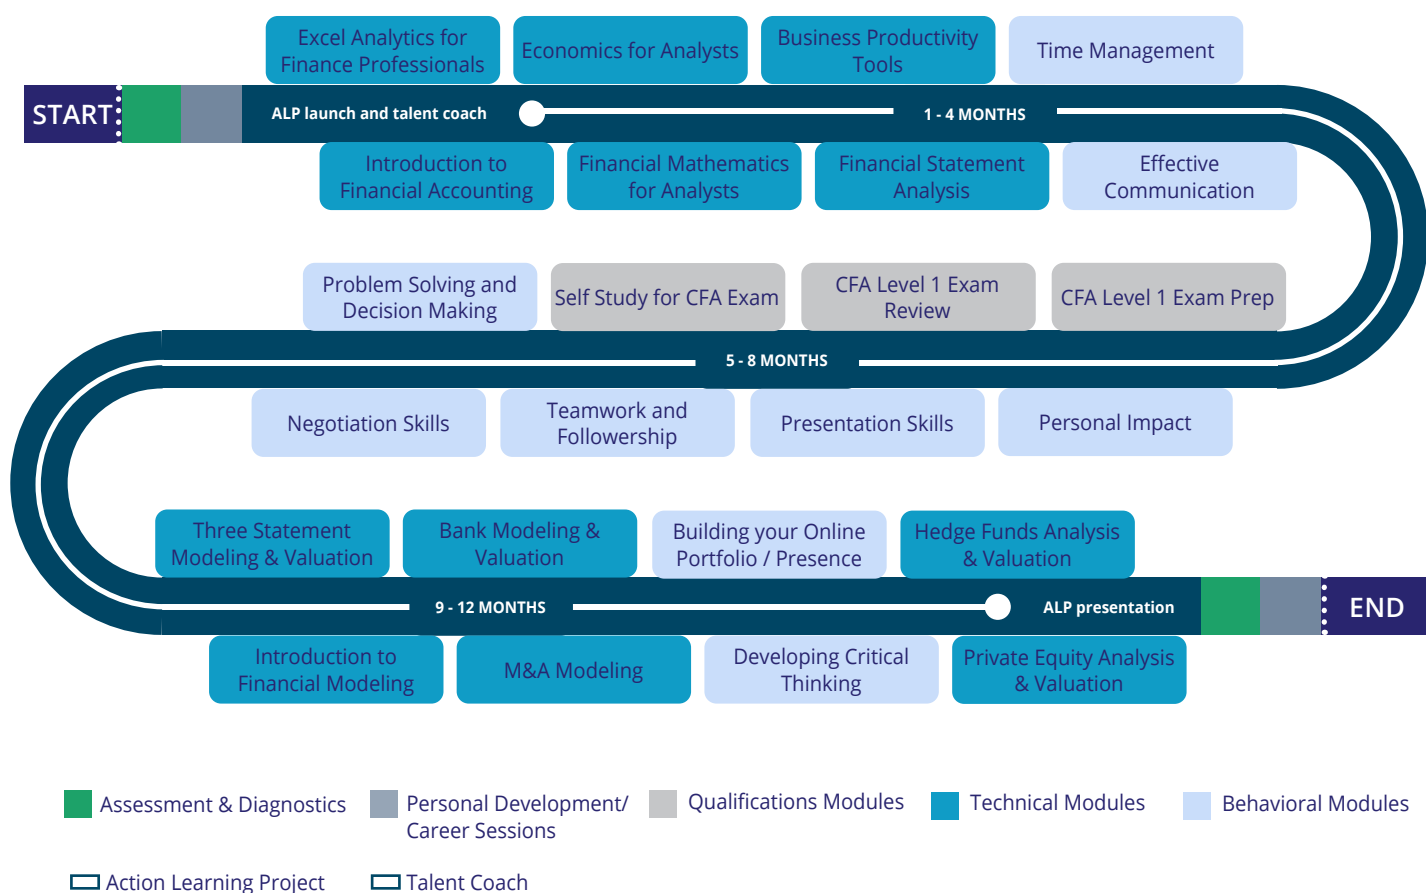 Excel Analytics for
Finance Professionals
Economics for Analysts
Business Productivity
Tools
Time Management
START
ALP launch and talent coach
1 - 4 MONTHS
Introduction to
Financial Accounting
Financial Mathematics
for Analysts
Financial Statement
Analysis
Effective
Communication
Problem Solving and
Decision Making
Self Study for CFA Exam
CFA Level 1 Exam
Review
CFA Level 1 Exam Prep
5 - 8 MONTHS
Negotiation Skills
Teamwork and
Followership
Presentation Skills
Personal Impact
Three Statement
Modeling & Valuation
Bank Modeling &
Valuation
Building your Online
Portfolio / Presence
Hedge Funds Analysis
& Valuation
9 - 12 MONTHS
ALP presentation
END
Introduction to
Financial Modeling
M&A Modeling
Developing Critical
Thinking
Private Equity Analysis
& Valuation
Assessment & Diagnostics
Personal Development/
Career Sessions
Qualifications Modules
Technical Modules
Behavioral Modules
Action Learning Project
Talent Coach